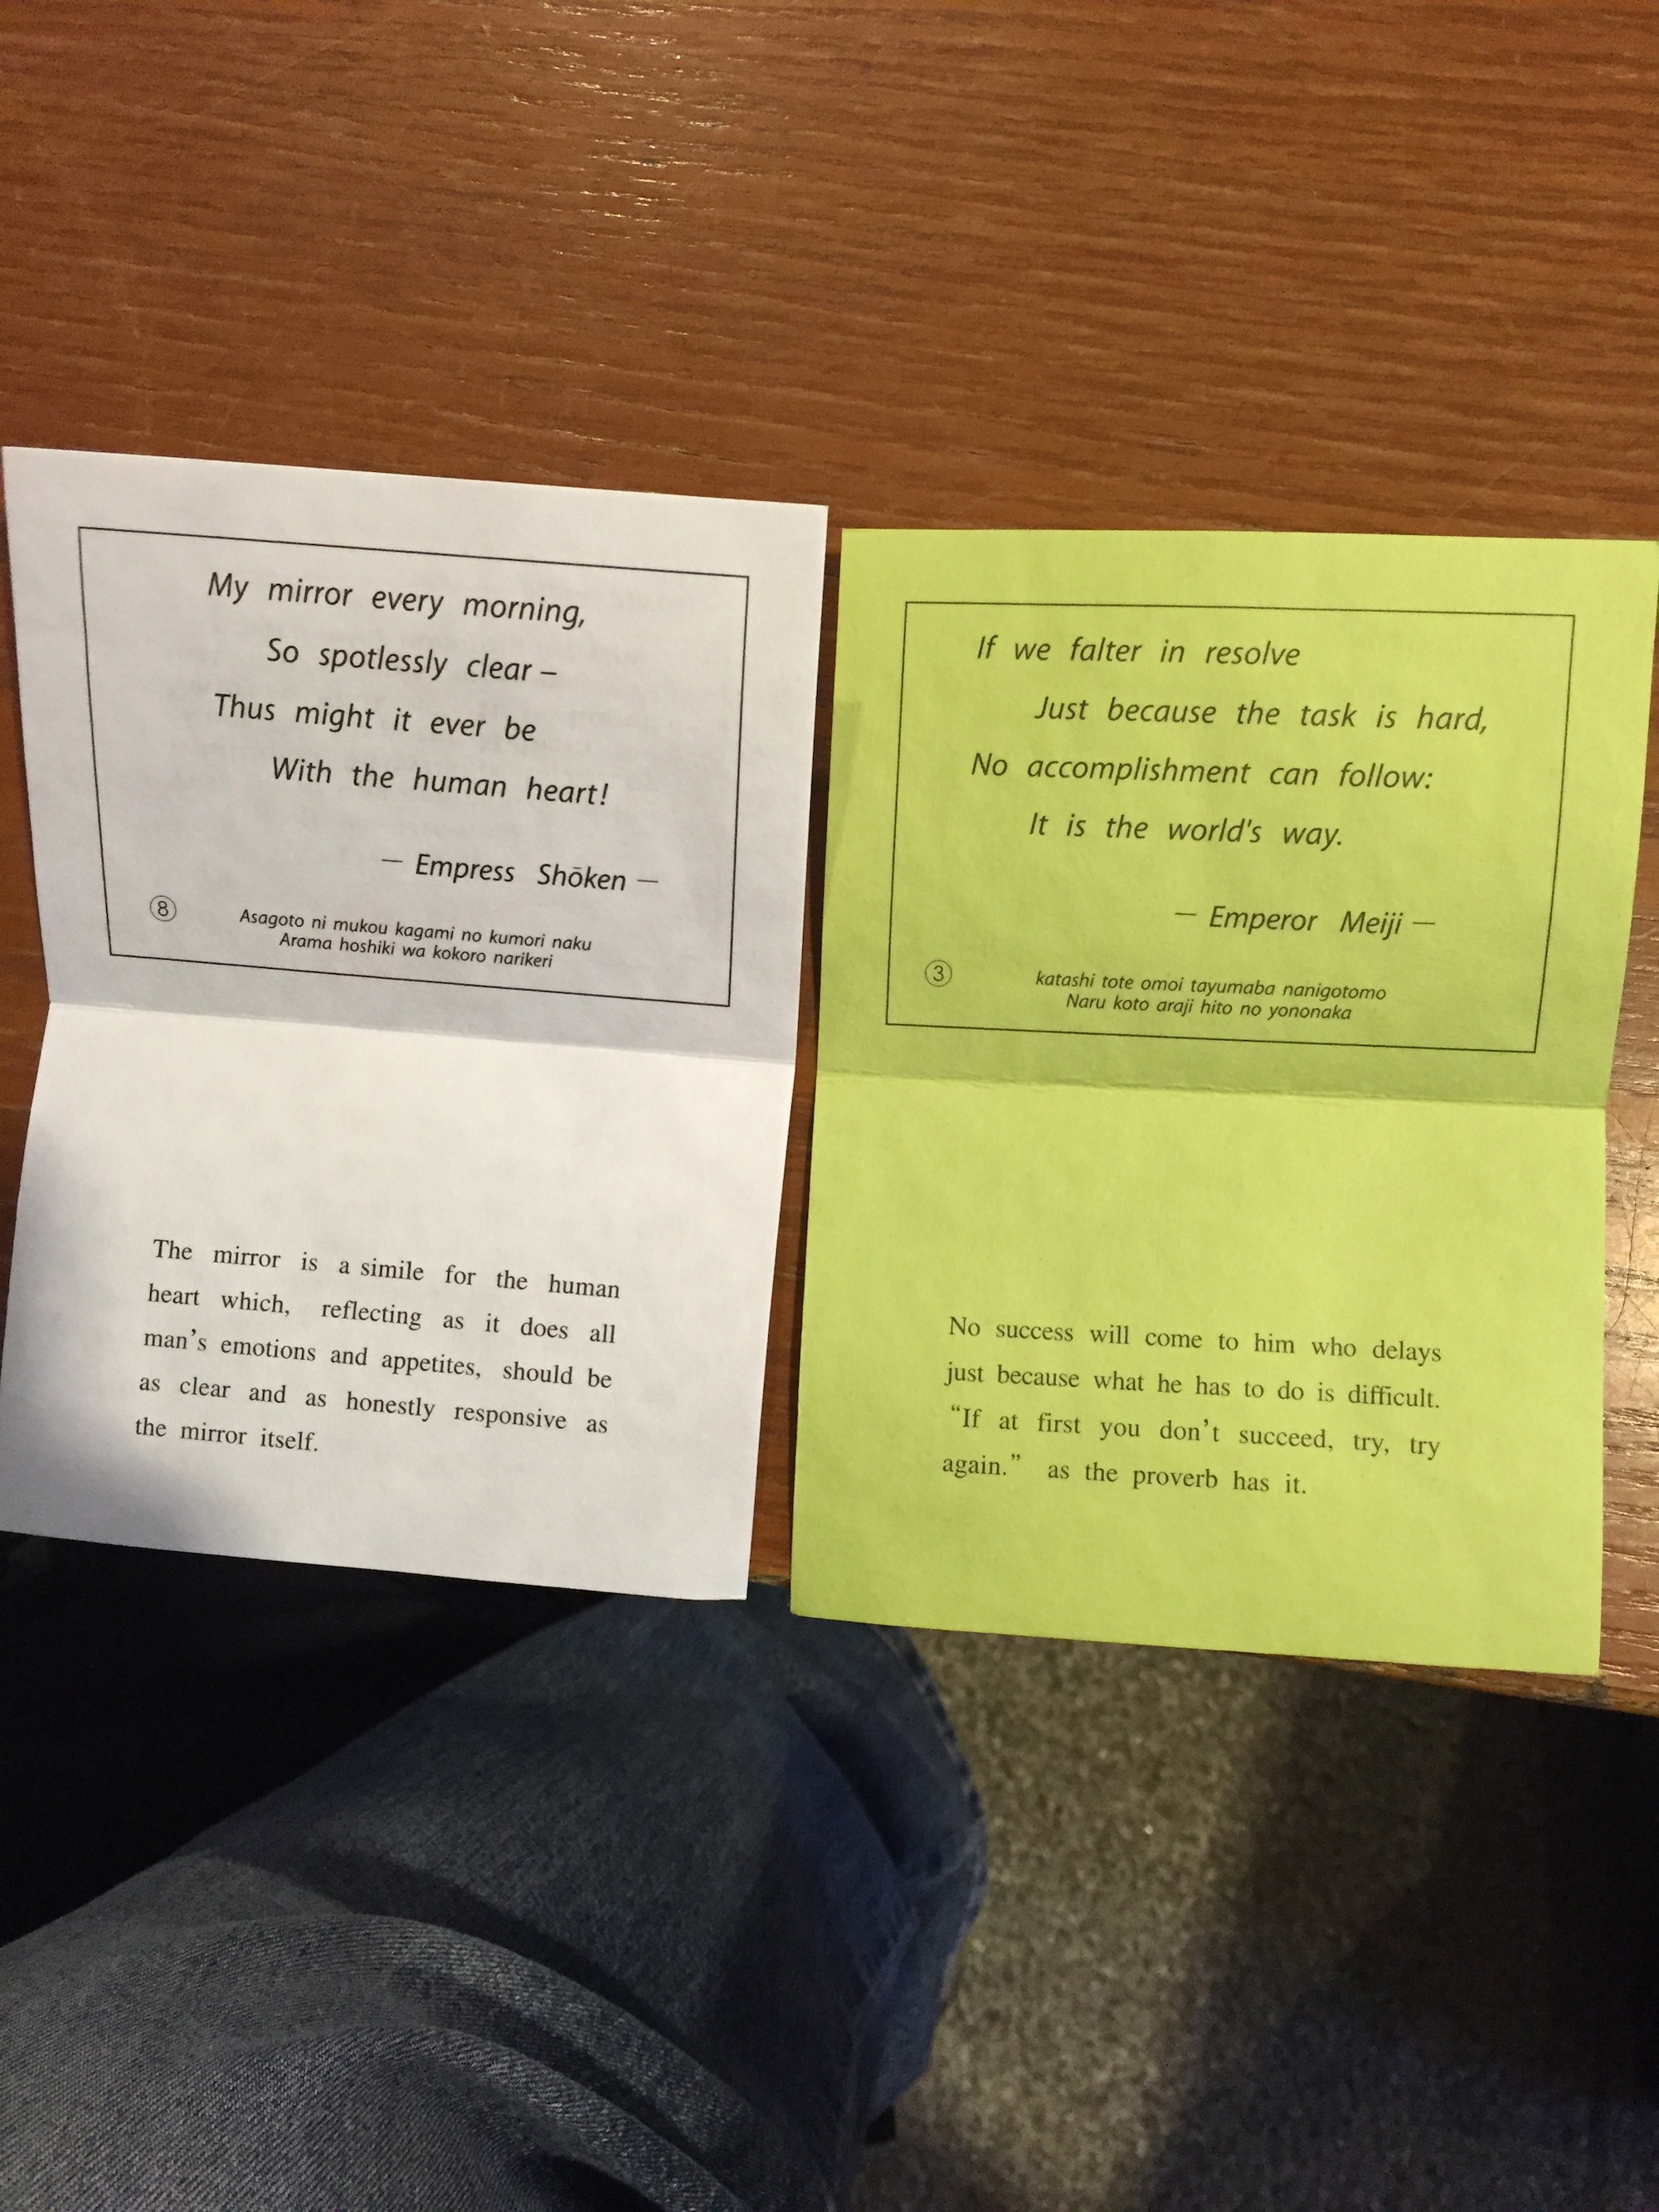 My mirror every morning,
So spotlessly clear –
Thus might it ever be
With the human heart!
— Empress Shōken —
⑧
Asagoto ni mukou kagami no kumori naku
Arama hoshiki wa kokoro narikeri
The mirror is a simile for the human
heart which, reflecting as it does all
man's emotions and appetites, should be
as clear and as honestly responsive as
the mirror itself.
If we falter in resolve
Just because the task is hard,
No accomplishment can follow:
It is the world's way.
— Emperor Meiji —
③
katashi tote omoi tayumaba nanigotomo
Naru koto araji hito no yononaka
No success will come to him who delays
just because what he has to do is difficult.
“If at first you don't succeed, try, try
again.” as the proverb has it.